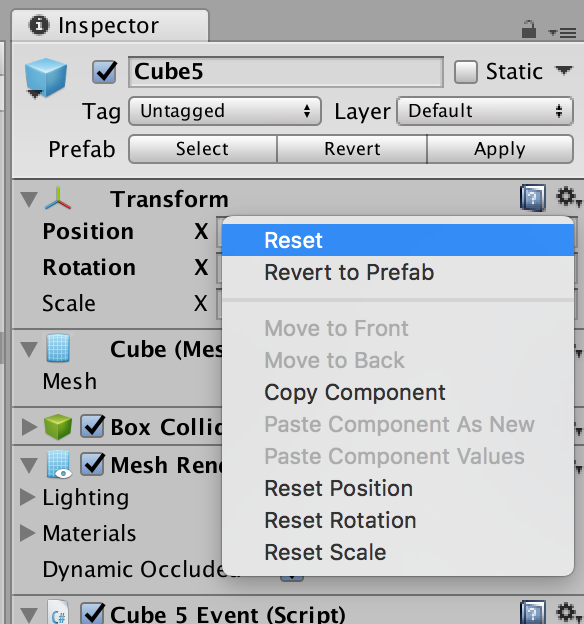 Inspector
Cube5
Static
Tag Untagged Layer Default
Prefab Select Revert Apply
Transform
Position X
Rotation X
Scale X
Reset
Revert to Prefab
Move to Front
Move to Back
Copy Component
Paste Component As New
Paste Component Values
Reset Position
Reset Rotation
Reset Scale
Cube (Mes
Mesh
Box Collid
Mesh Ren
Lighting
Materials
Dynamic Occluded
C#
Cube 5 Event (Script)